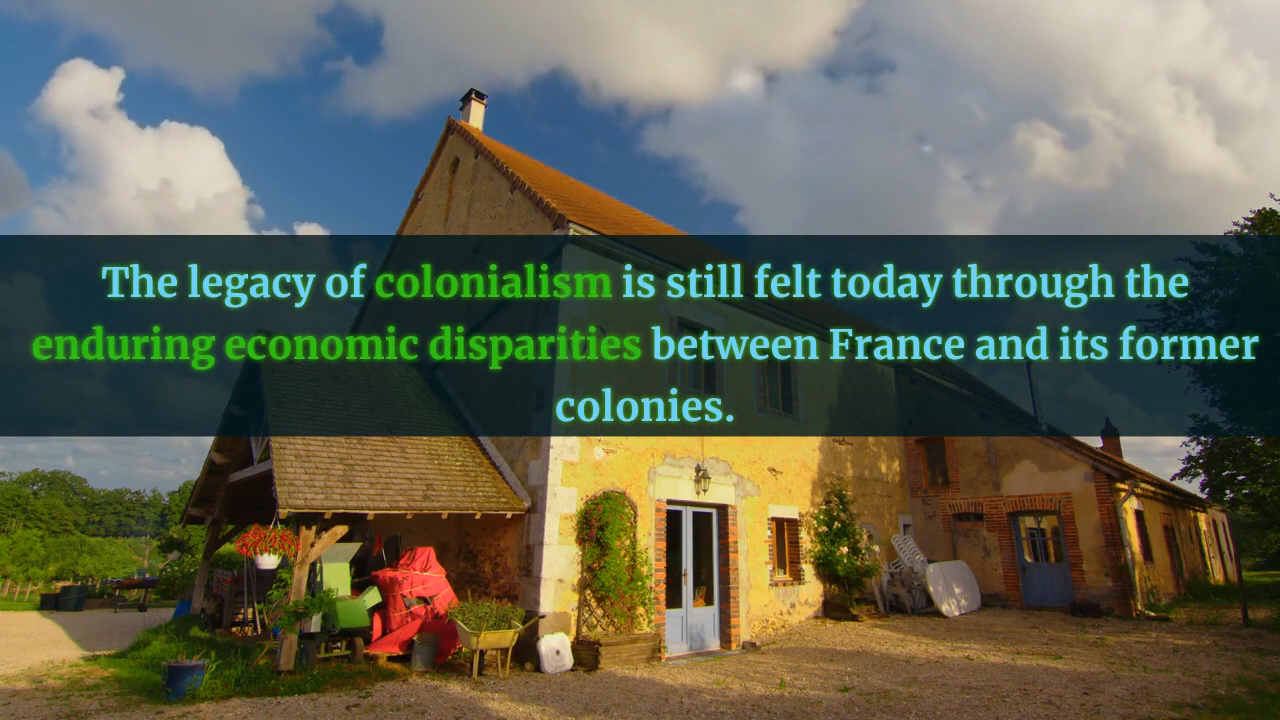 The legacy of colonialism is still felt today through the
enduring economic disparities between France and its former
colonies.